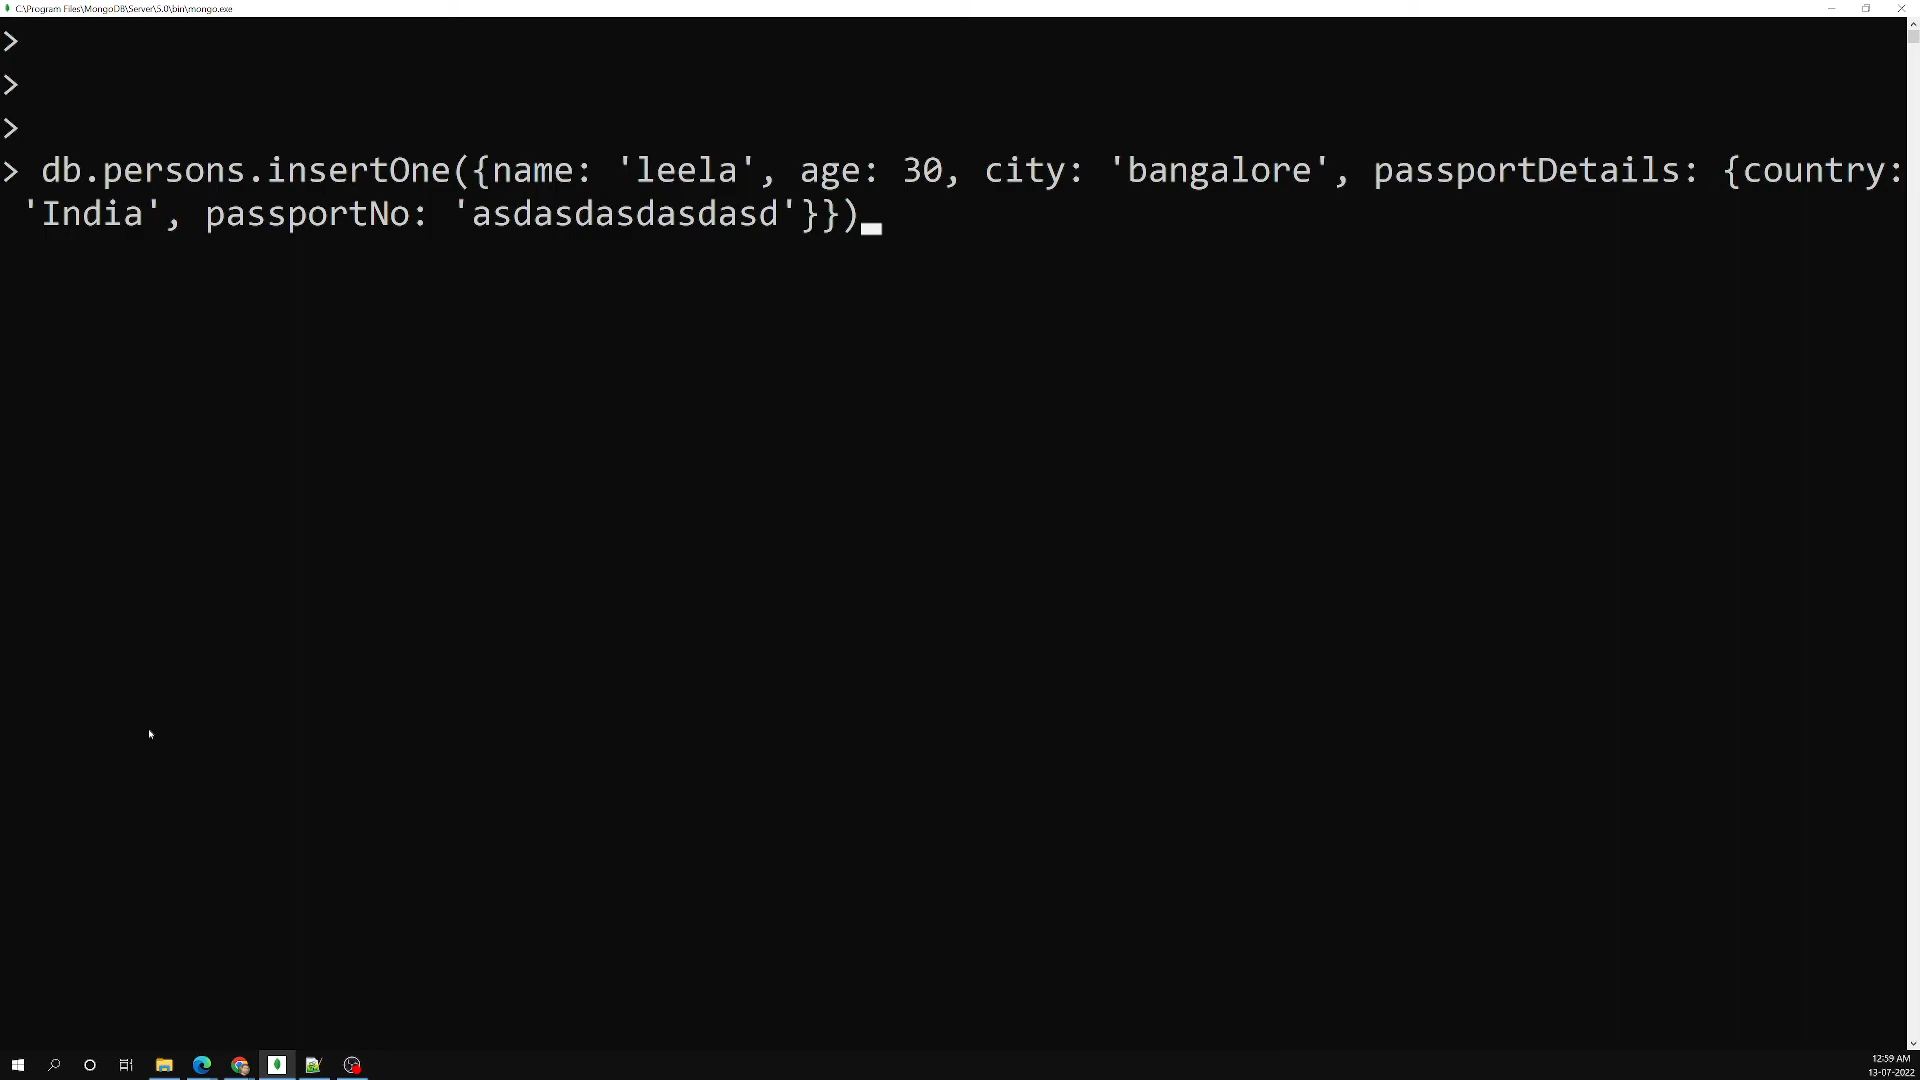 C:\Program Files\MongoDB\Server\5.0\bin\mongo.exe
>
>
>
> db.persons.insertOne({name: 'leela', age: 30, city: 'bangalore', passportDetails: {country:
'India', passportNo: 'asdasdasdasdasd'}})
12:59 AM
13-07-2022